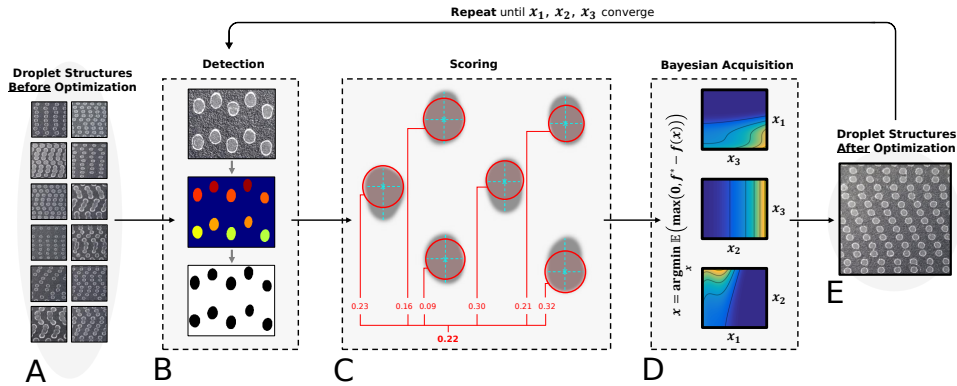 Repeat until x₁, x₂, x₃ converge
Droplet Structures
Before Optimization
Detection
Scoring
Bayesian Acquisition
Droplet Structures
After Optimization
x = argmin 𝔼(max(0, f* − f(x)))
x
x₁
x₃
x₃
x₂
x₂
x₁
0.23
0.16
0.09
0.30
0.21
0.32
0.22
A
B
C
D
E